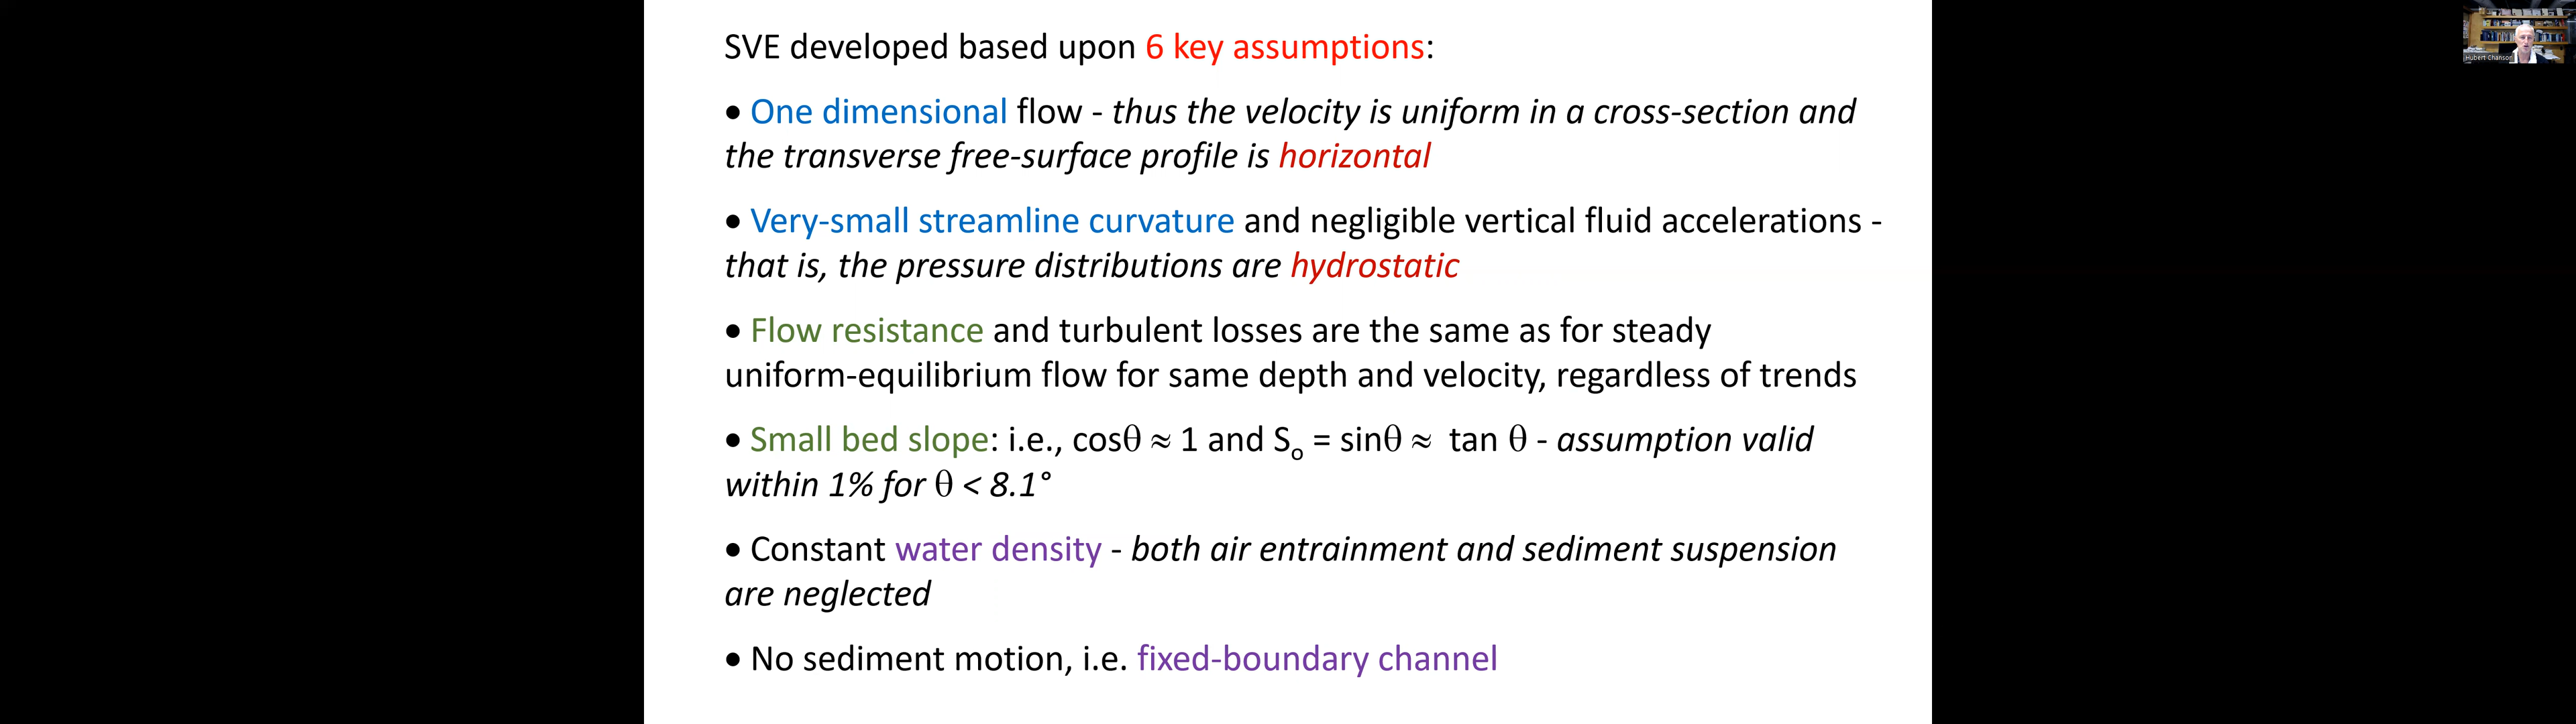 SVE developed based upon 6 key assumptions:
• One dimensional flow - thus the velocity is uniform in a cross-section and
the transverse free-surface profile is horizontal
• Very-small streamline curvature and negligible vertical fluid accelerations -
that is, the pressure distributions are hydrostatic
• Flow resistance and turbulent losses are the same as for steady
uniform-equilibrium flow for same depth and velocity, regardless of trends
• Small bed slope: i.e., cosθ ≈ 1 and Sₒ = sinθ ≈ tan θ - assumption valid
within 1% for θ < 8.1°
• Constant water density - both air entrainment and sediment suspension
are neglected
• No sediment motion, i.e. fixed-boundary channel
Hubert Chanson